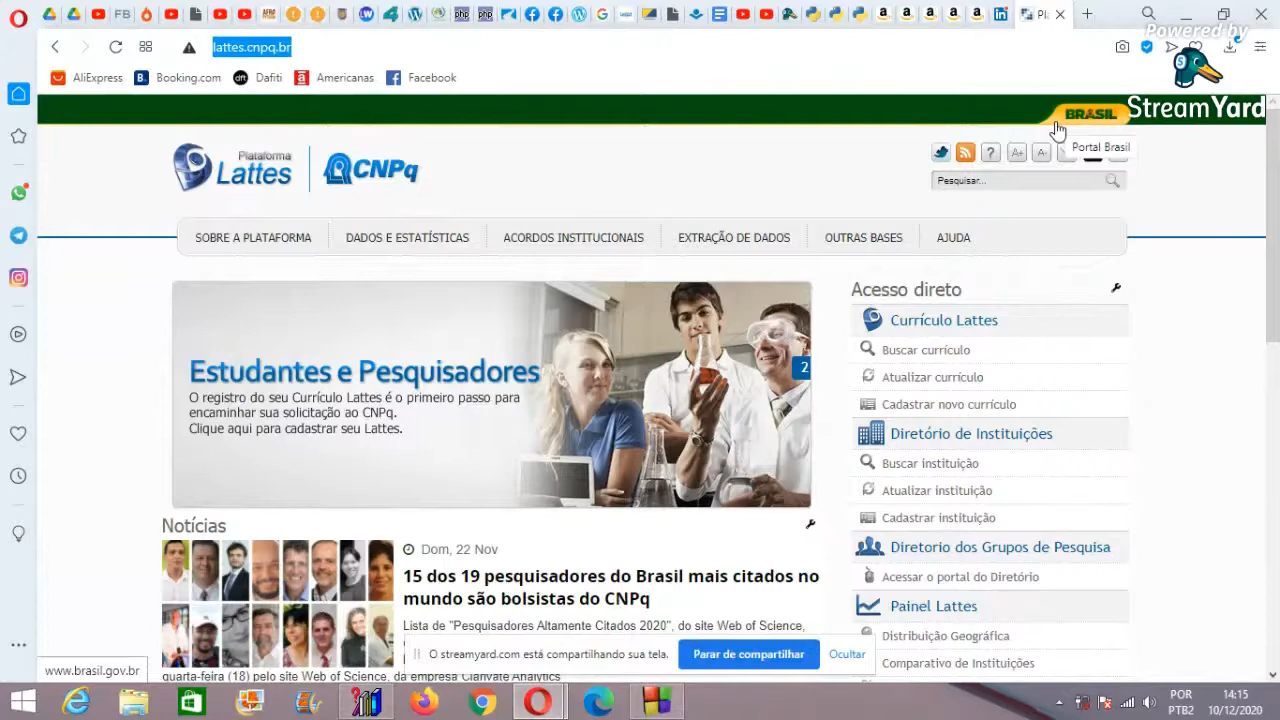 FB
lattes.cnpq.br
Powered by
StreamYard
AliExpress
Booking.com
Dafiti
Americanas
Facebook
BRASIL
Portal Brasil
Plataforma
Lattes
CNPq
A+
A-
Pesquisar...
SOBRE A PLATAFORMA
DADOS E ESTATÍSTICAS
ACORDOS INSTITUCIONAIS
EXTRAÇÃO DE DADOS
OUTRAS BASES
AJUDA
Estudantes e Pesquisadores
O registro do seu Currículo Lattes é o primeiro passo para
encaminhar sua solicitação ao CNPq.
Clique aqui para cadastrar seu Lattes.
2
Acesso direto
Currículo Lattes
Buscar currículo
Atualizar currículo
Cadastrar novo currículo
Diretório de Instituições
Buscar instituição
Atualizar instituição
Cadastrar instituição
Diretorio dos Grupos de Pesquisa
Acessar o portal do Diretório
Painel Lattes
Distribuição Geográfica
Comparativo de Instituições
Notícias
Dom, 22 Nov
15 dos 19 pesquisadores do Brasil mais citados no
mundo são bolsistas do CNPq
Lista de "Pesquisadores Altamente Citados 2020", do site Web of Science,
quarta-feira (18) pelo site Web of Science, da empresa Clarivate Analytics
O streamyard.com está compartilhando sua tela.
Parar de compartilhar
Ocultar
www.brasil.gov.br
POR
PTB2
14:15
10/12/2020